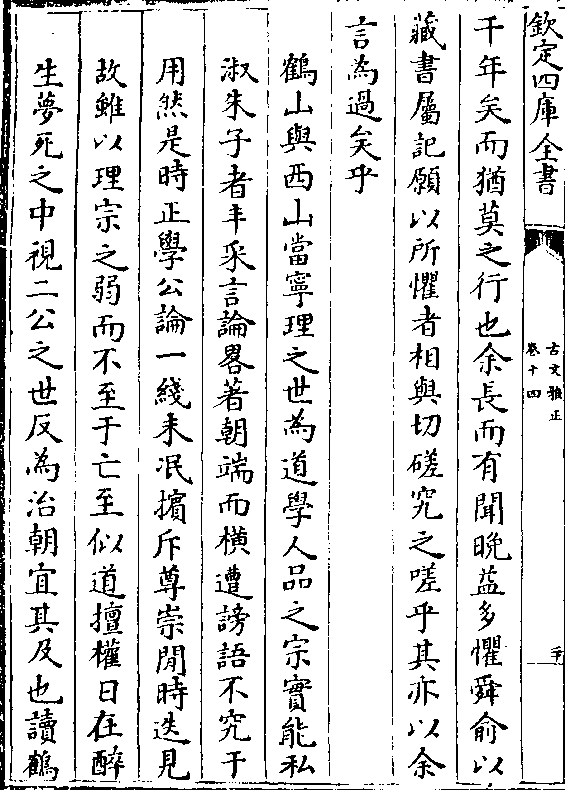 欽定四庫全書
古文雅正
卷十四
千年矣而猶莫之行也余長而有聞晚益多懼舜俞以
藏書屬記願以所懼者相與切磋究之嗟乎其亦以余
言為過矣乎
鶴山與西山當寧理之世為道學人品之宗實能私
淑朱子者丰采言論畧著朝端而橫遭謗語不究于
用然是時正學公論一綫未泯擯斥尊崇閒時迭見
故雖以理宗之弱而不至于亡至似道擅權日在醉
生夢死之中視二公之世反為治朝宜其及也讀鶴